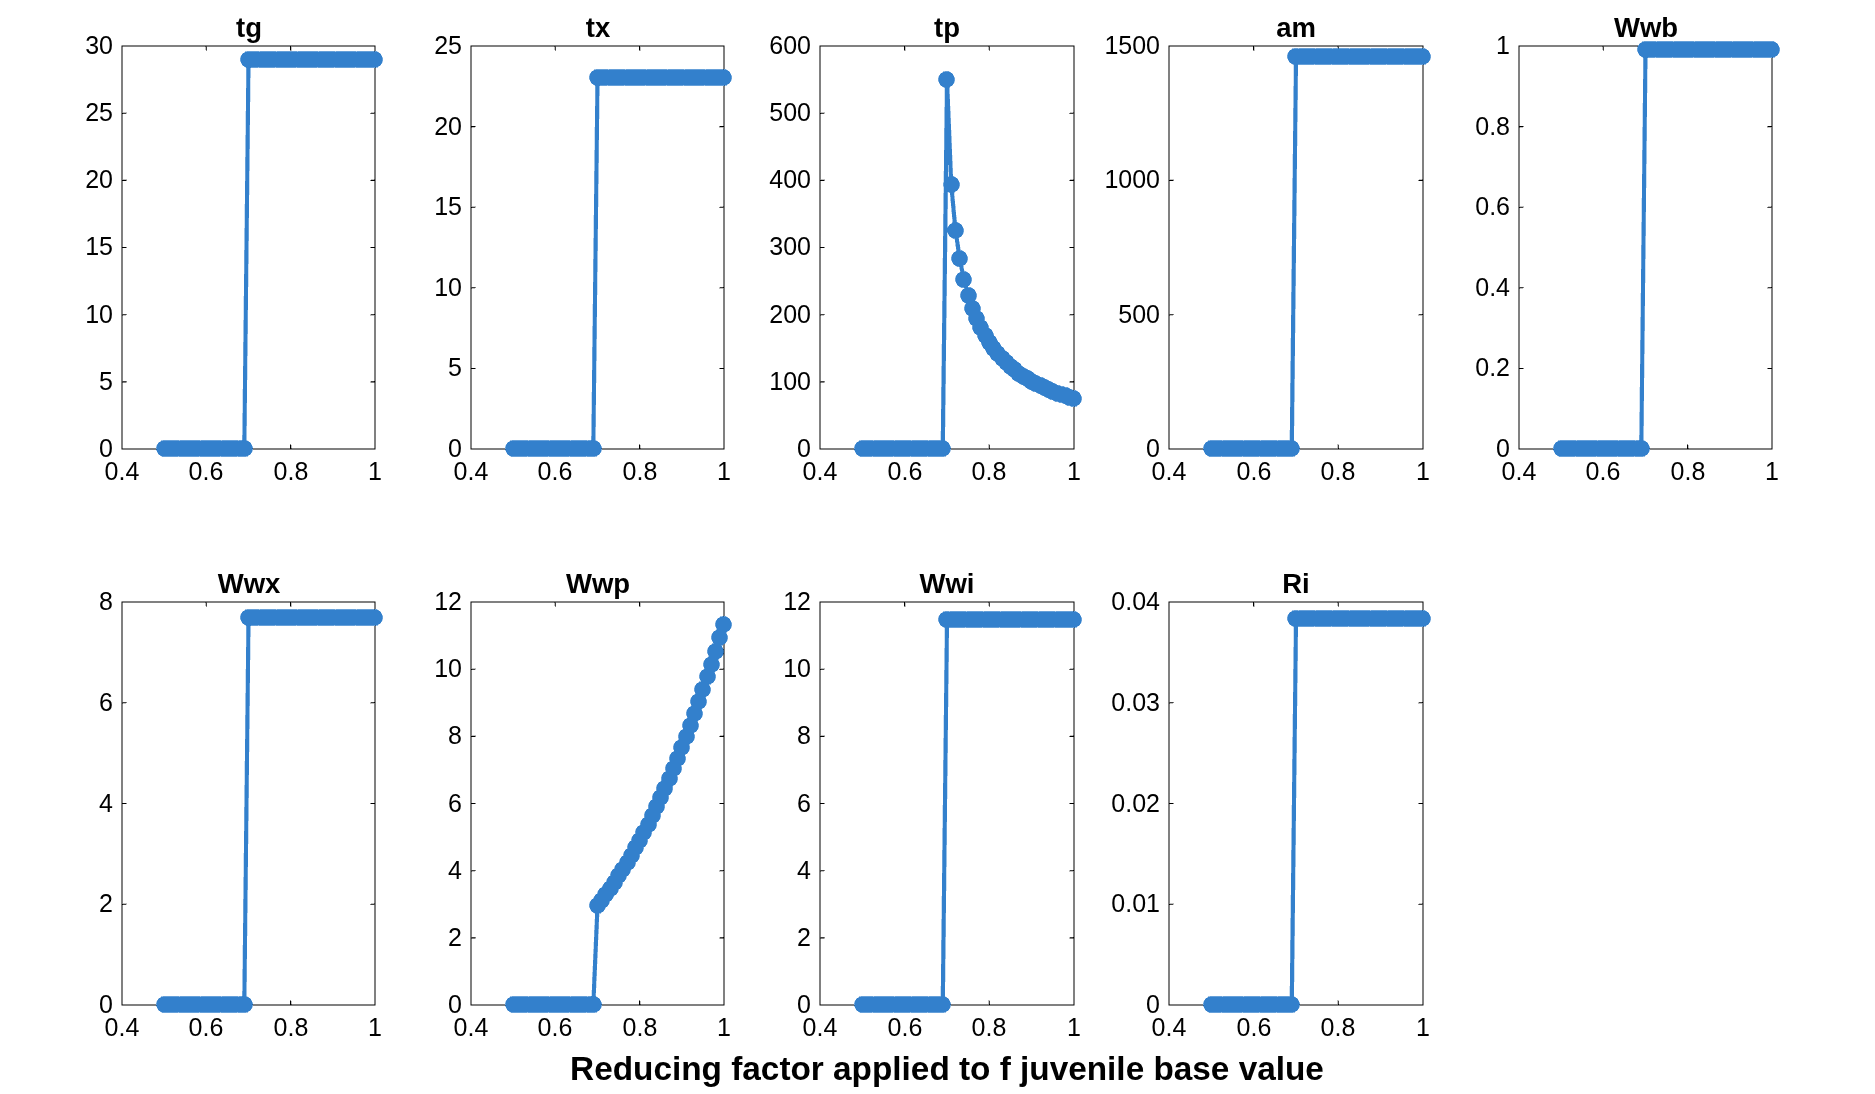 tg tx tp am Wwb
30 25 600 1500 1
25 20 500 1000 0.8
20 15 400 500 0.6
15 10 300 0 0.4
10 5 200 0.2
5 0 100 0
0 0
0.4 0.6 0.8 1 0.4 0.6 0.8 1 0.4 0.6 0.8 1 0.4 0.6 0.8 1 0.4 0.6 0.8 1
Wwx Wwp Wwi Ri
8 12 12 0.04
6 10 10 0.03
4 8 8 0.02
2 6 6 0.01
0 4 4 0
2 2
0 0
0.4 0.6 0.8 1 0.4 0.6 0.8 1 0.4 0.6 0.8 1 0.4 0.6 0.8 1
Reducing factor applied to f juvenile base value